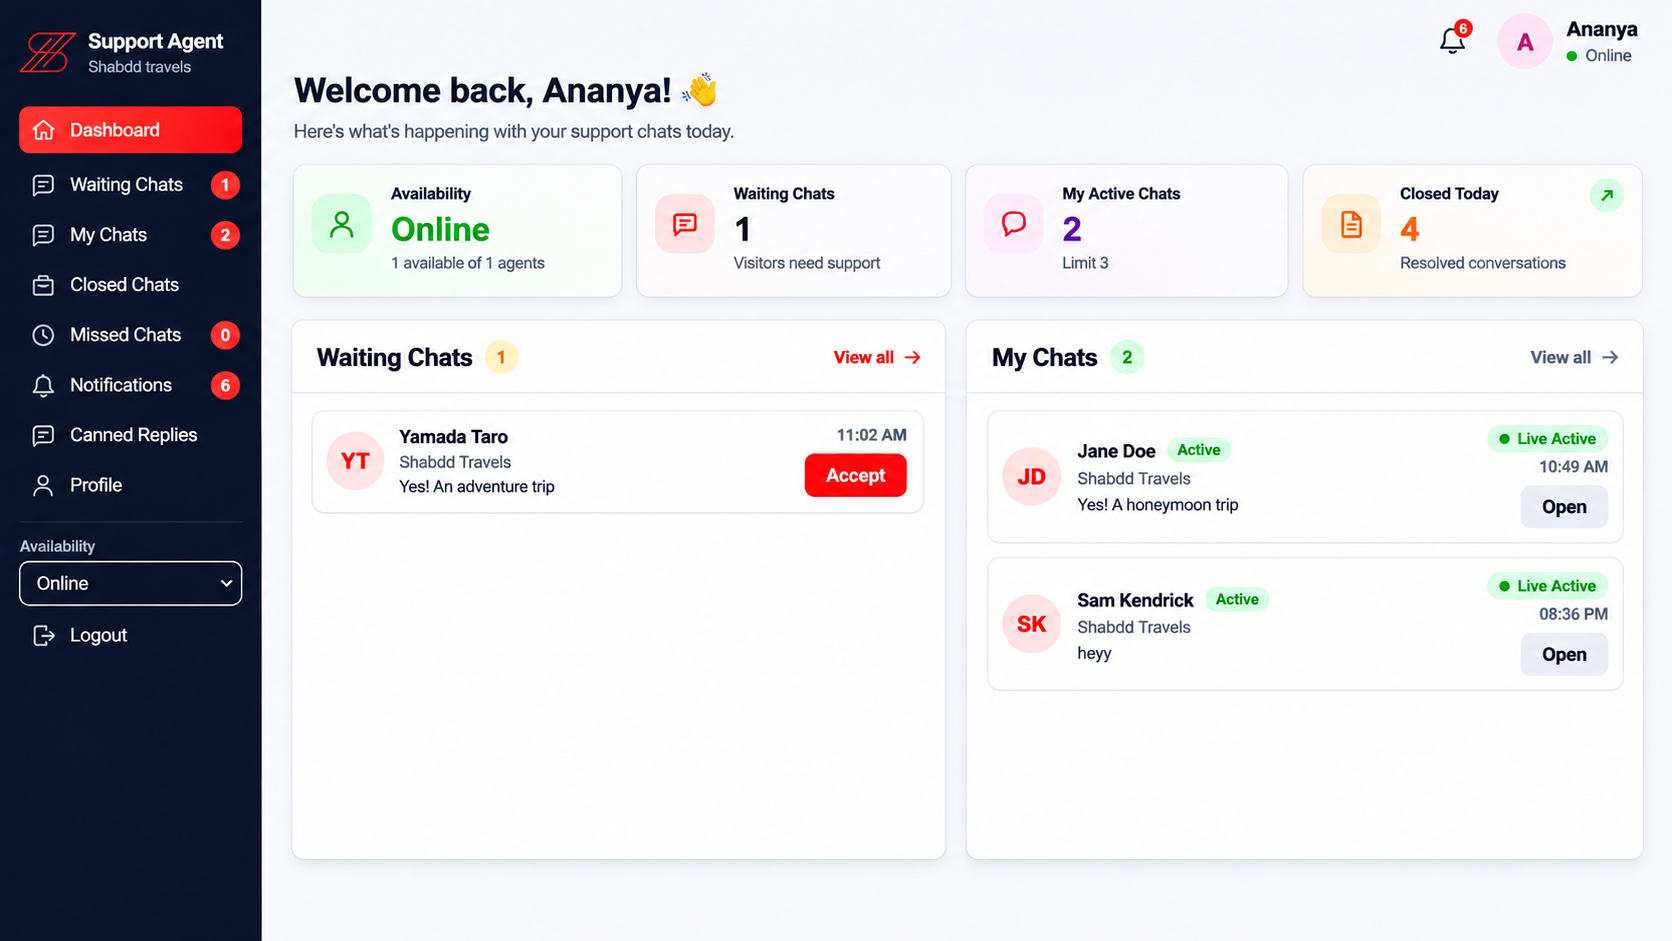 Support Agent
Shabdd travels
Dashboard
Waiting Chats 1
My Chats 2
Closed Chats
Missed Chats 0
Notifications 6
Canned Replies
Profile
Availability
Online
Logout
6
A
Ananya
Online
Welcome back, Ananya! 👋
Here's what's happening with your support chats today.
Availability
Online
1 available of 1 agents
Waiting Chats
1
Visitors need support
My Active Chats
2
Limit 3
Closed Today
4
Resolved conversations
Waiting Chats 1
View all →
YT
Yamada Taro
Shabdd Travels
Yes! An adventure trip
11:02 AM
Accept
My Chats 2
View all →
JD
Jane Doe Active
Shabdd Travels
Yes! A honeymoon trip
Live Active
10:49 AM
Open
SK
Sam Kendrick Active
Shabdd Travels
heyy
Live Active
08:36 PM
Open